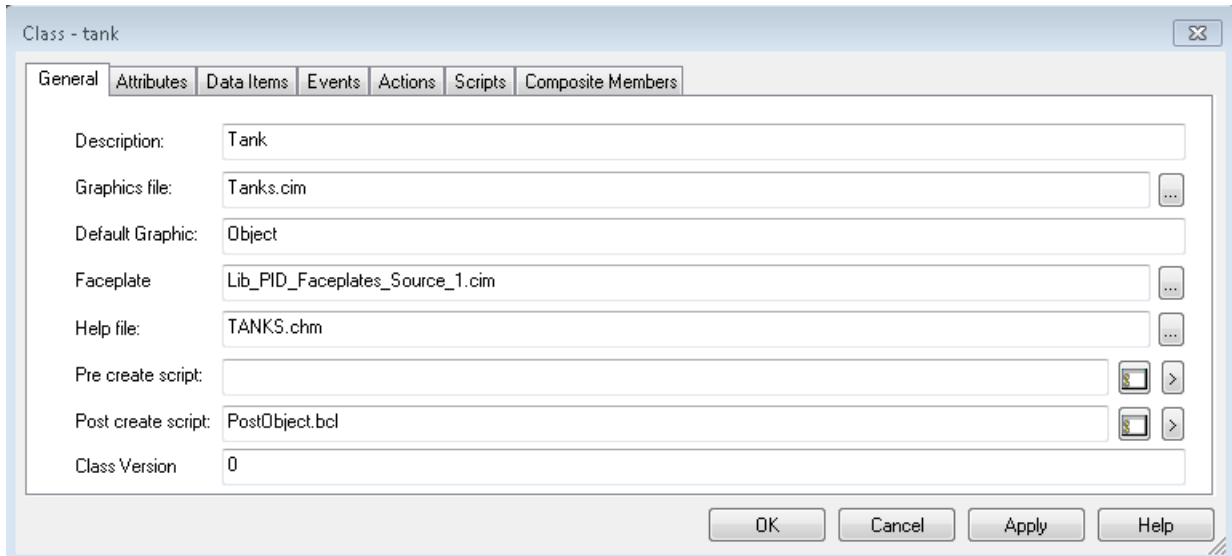 Class - tank
General Attributes Data Items Events Actions Scripts Composite Members
Description: Tank
Graphics file: Tanks.cim ...
Default Graphic: Object
Faceplate Lib_PID_Faceplates_Source_1.cim ...
Help file: TANKS.chm ...
Pre create script: >
Post create script: PostObject.bcl >
Class Version 0
OK Cancel Apply Help